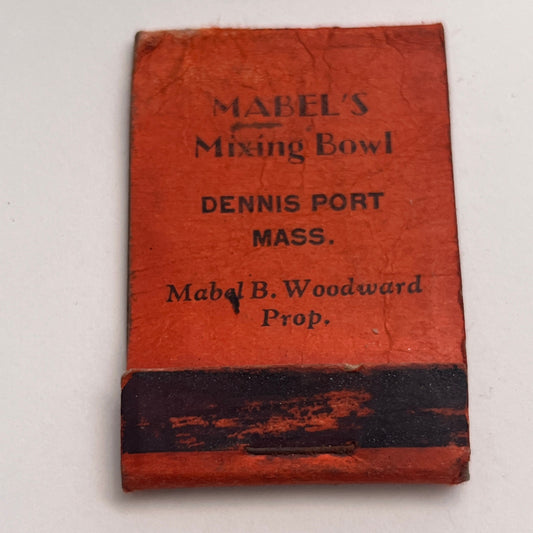 MABEL'S
Mixing Bowl
DENNIS PORT
MASS.
Mabel B. Woodward
Prop.